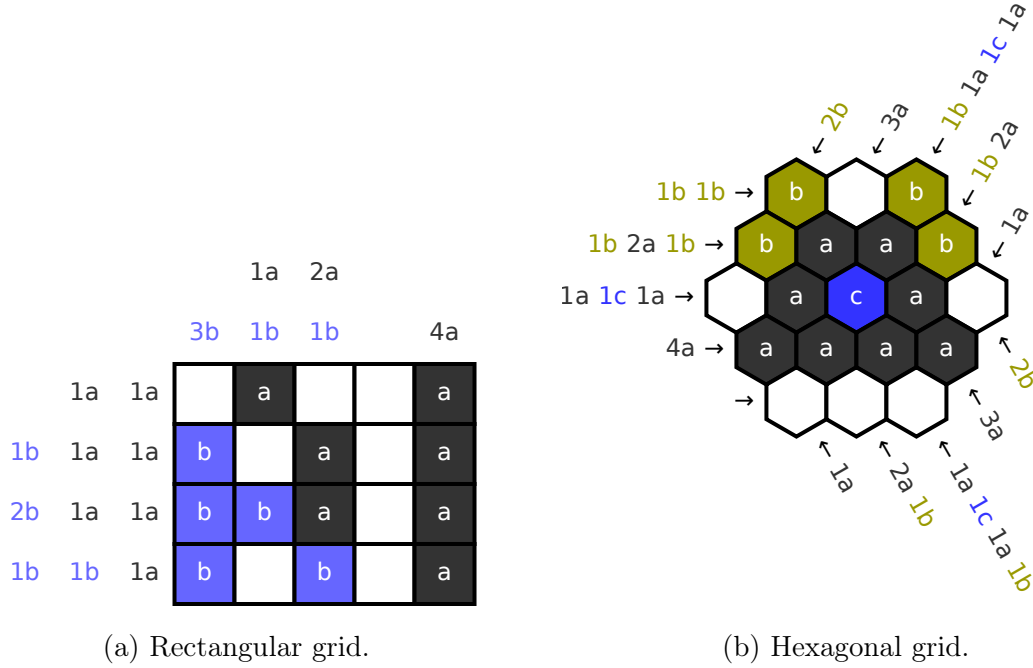 1a 2a
3b 1b 1b 4a
1a 1a a a
1b 1a 1a b a a
2b 1a 1a b b a a
1b 1b 1a b b a
(a) Rectangular grid.
2b
3a
1b 1a 1c 1a
1b 2a
1a
1b 1b → b b
1b 2a 1b → b a a b
1a 1c 1a → a c a
4a → a a a a
→
2b
3a
1a 1c 1a 1b
2a 1b
1a
(b) Hexagonal grid.